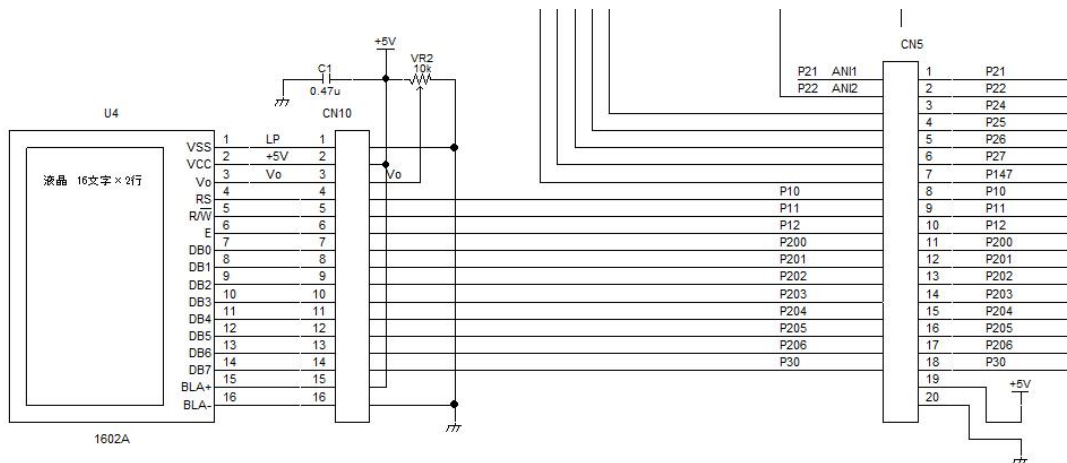 +5V
VR2
10k
C1
0.47u
U4
CN10
液晶 16文字×2行
VSS 1 LP 1
VCC 2 +5V 2
Vo 3 Vo 3 Vo
RS 4 4
R/W 5 5
E 6 6
DB0 7 7
DB1 8 8
DB2 9 9
DB3 10 10
DB4 11 11
DB5 12 12
DB6 13 13
DB7 14 14
BLA+ 15 15
BLA- 16 16
1602A
CN5
P21 ANI1 1 P21
P22 ANI2 2 P22
3 P24
4 P25
5 P26
6 P27
7 P147
P10 8 P10
P11 9 P11
P12 10 P12
P200 11 P200
P201 12 P201
P202 13 P202
P203 14 P203
P204 15 P204
P205 16 P205
P206 17 P206
P30 18 P30
19
20
+5V